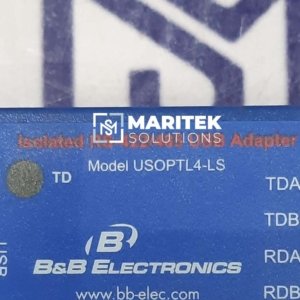 MARITEK
SOLUTIONS
Isolated RS-422/485 USB Adapter
Model USOPTL4-LS
TD
TDA
TDB
RDA
RDB
USB
B&B ELECTRONICS
www.bb-elec.com